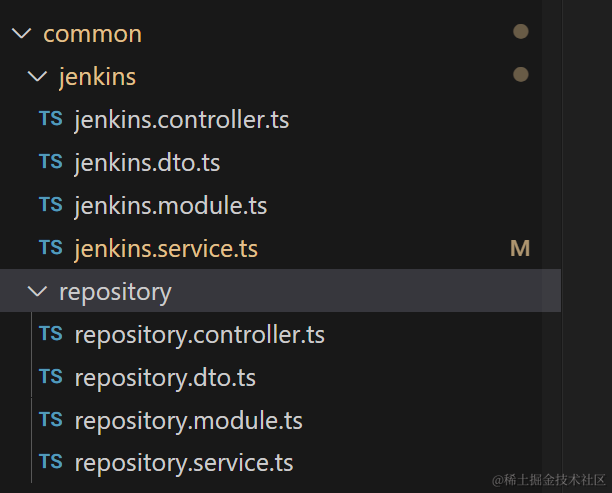 common
jenkins
TS jenkins.controller.ts
TS jenkins.dto.ts
TS jenkins.module.ts
TS jenkins.service.ts M
repository
TS repository.controller.ts
TS repository.dto.ts
TS repository.module.ts
TS repository.service.ts
@稀土掘金技术社区